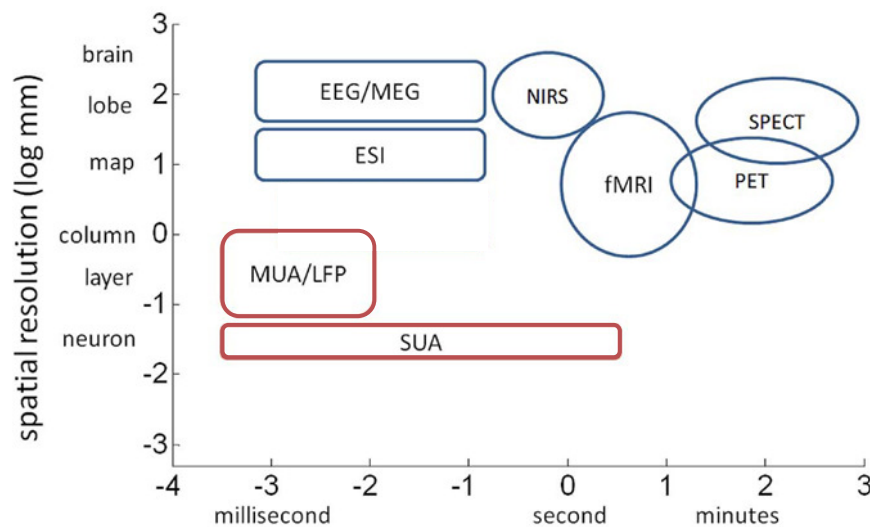 spatial resolution (log mm)
3
brain
2
lobe
1
map
0
column
layer
-1
neuron
-2
-3
EEG/MEG
NIRS
SPECT
ESI
fMRI
PET
MUA/LFP
SUA
-4 -3 -2 -1 0 1 2 3
millisecond second minutes